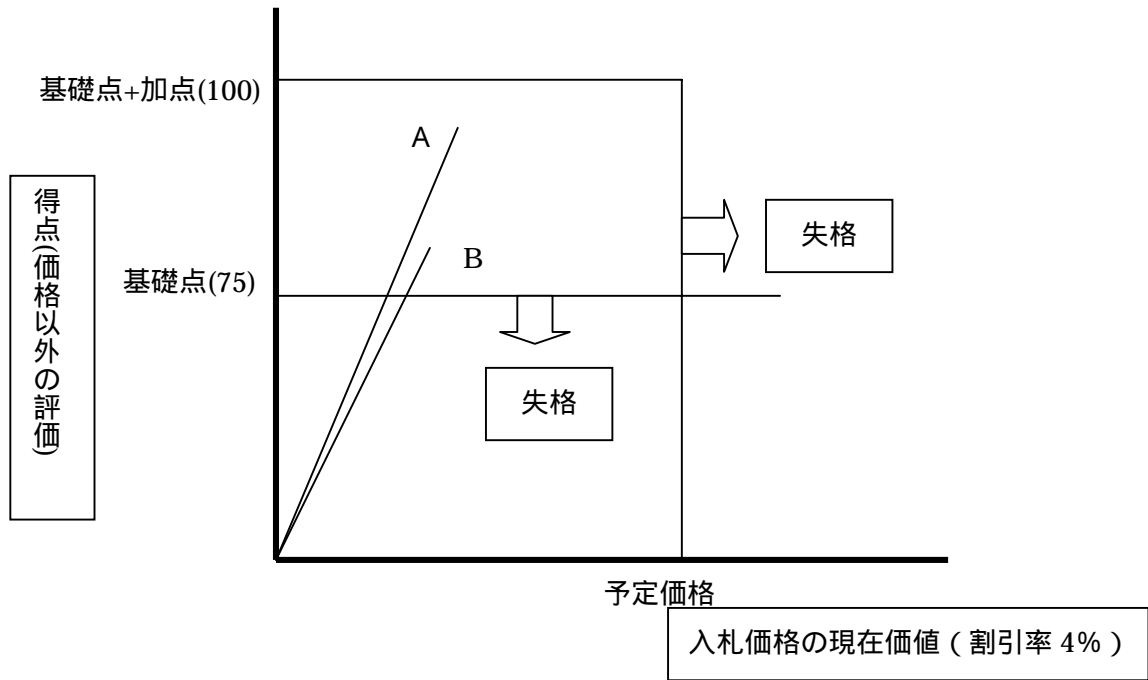 基礎点+加点(100)
A
得点(価格以外の評価)
失格
基礎点(75)
B
失格
予定価格
入札価格の現在価値（割引率 4%）